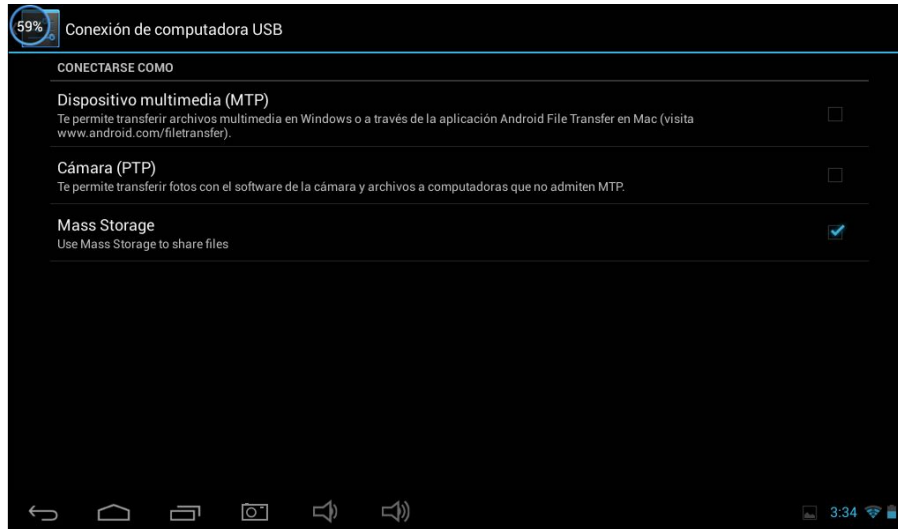 59%
Conexión de computadora USB
CONECTARSE COMO
Dispositivo multimedia (MTP)
Te permite transferir archivos multimedia en Windows o a través de la aplicación Android File Transfer en Mac (visita
www.android.com/filetransfer).
Cámara (PTP)
Te permite transferir fotos con el software de la cámara y archivos a computadoras que no admiten MTP.
Mass Storage
Use Mass Storage to share files
3:34